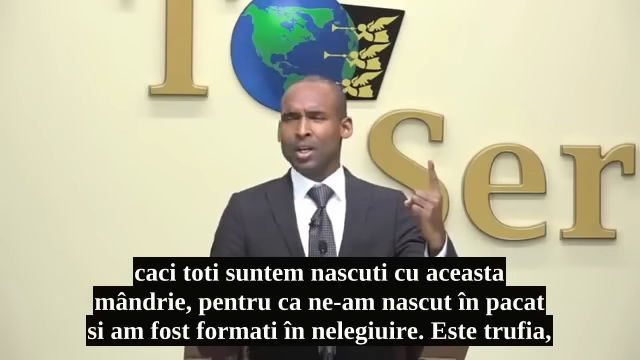 T
Ser
caci toti suntem nascuti cu aceasta
mândrie, pentru ca ne-am nascut în pacat
si am fost formati în nelegiuire. Este trufia,